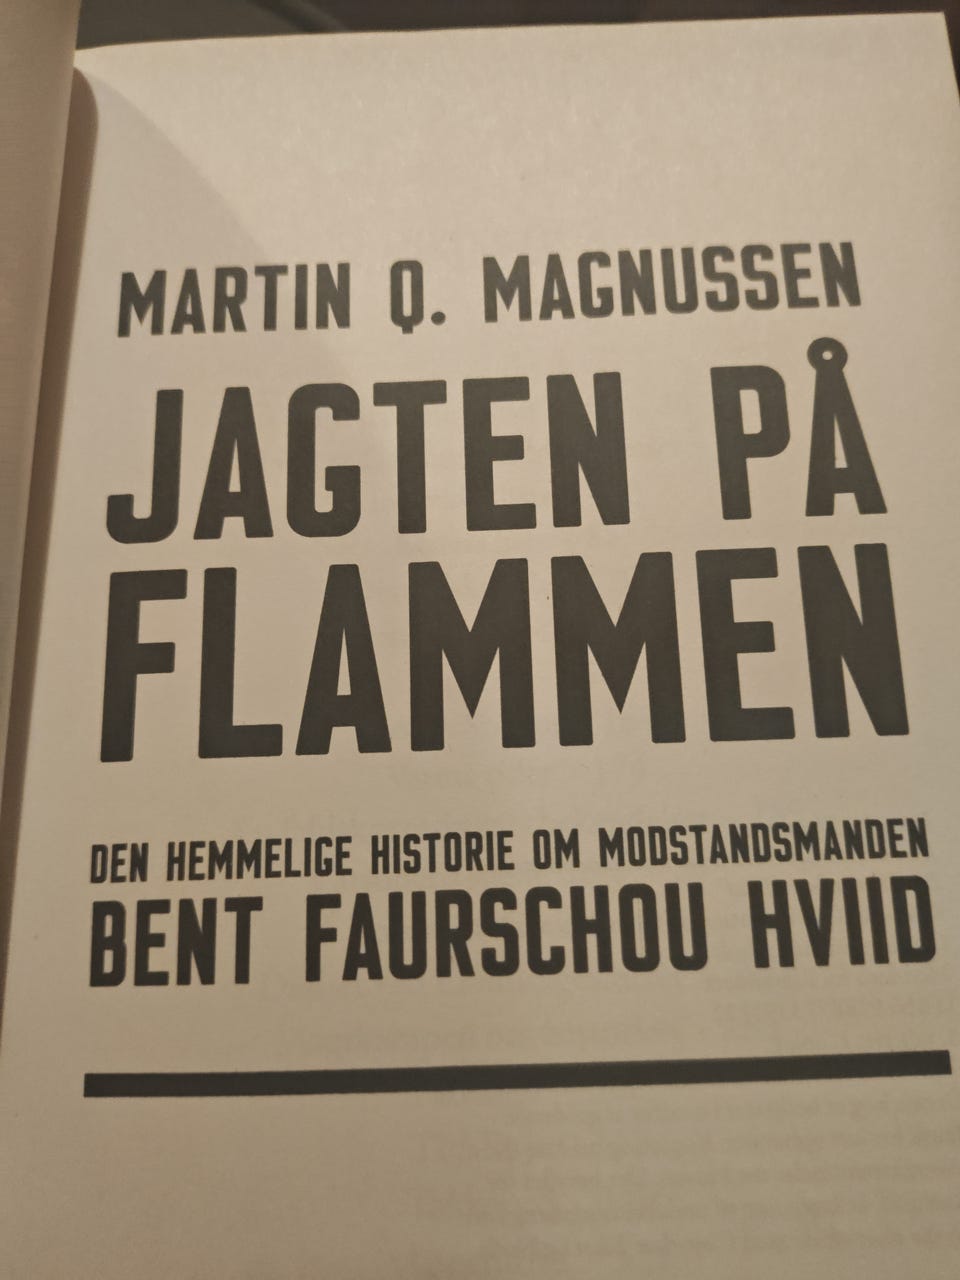 MARTIN Q. MAGNUSSEN
JAGTEN PÅ
FLAMMEN
DEN HEMMELIGE HISTORIE OM MODSTANDSMANDEN
BENT FAURSCHOU HVIID